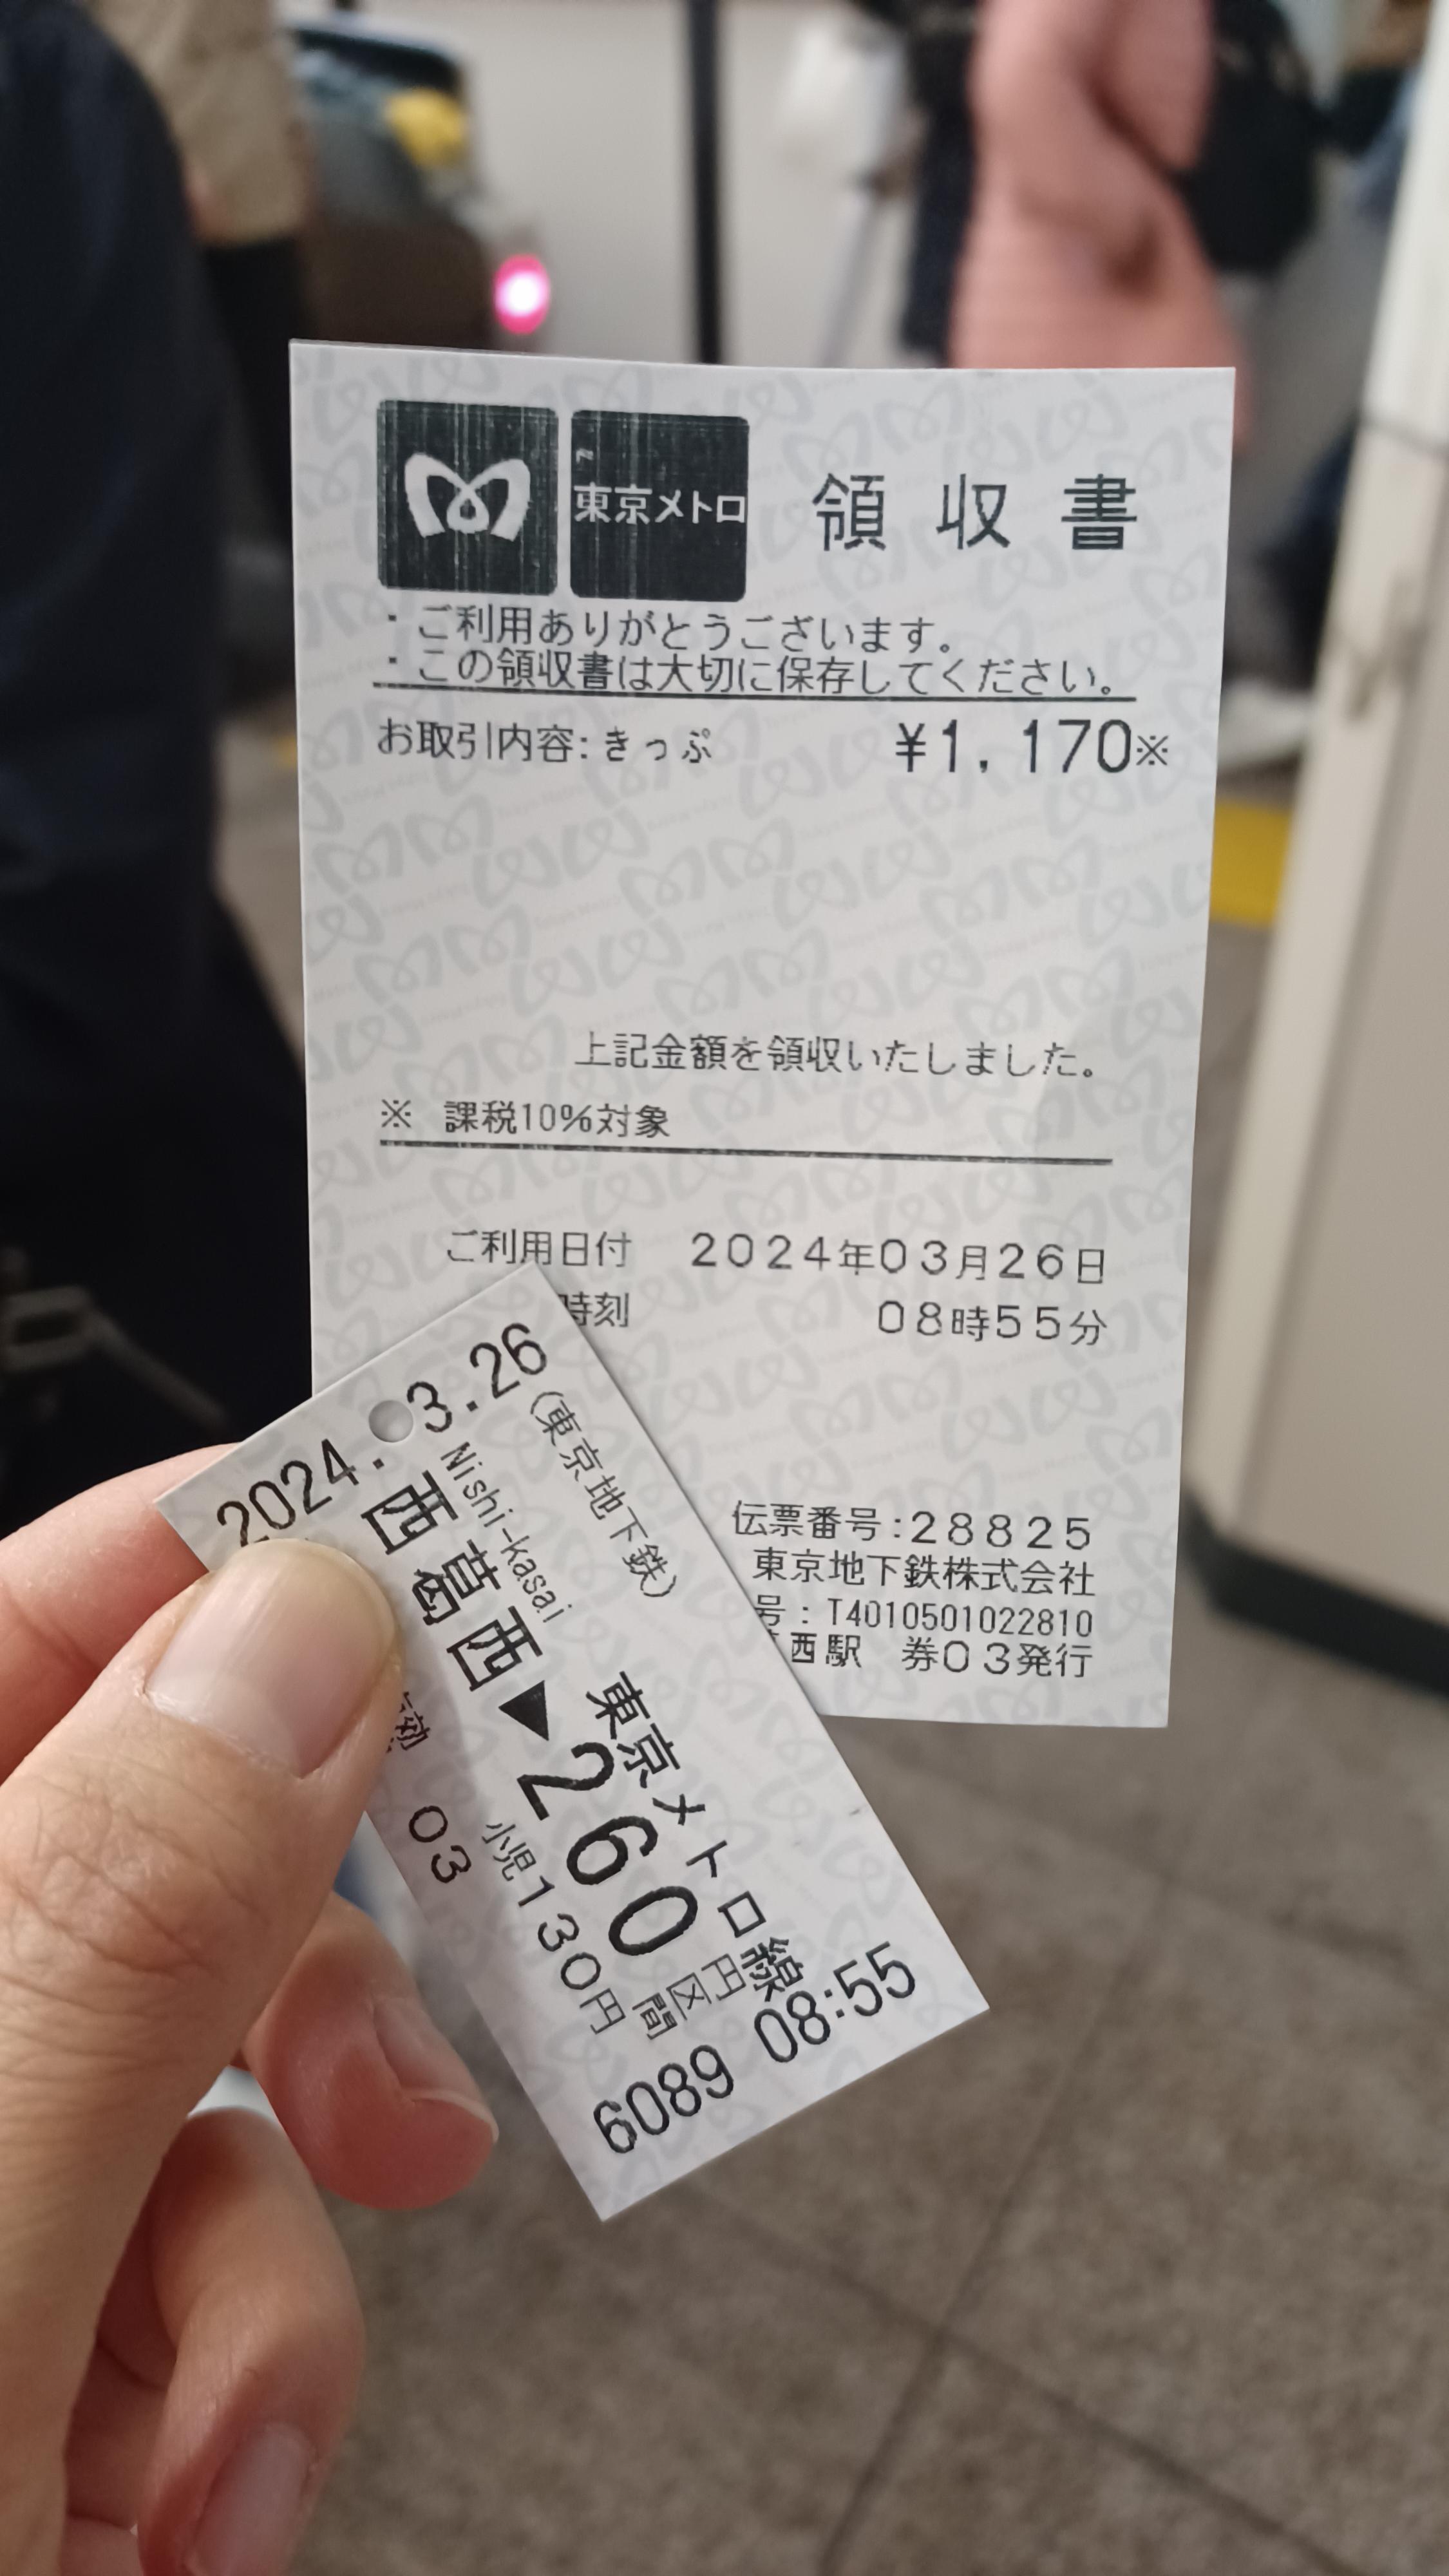 東京メトロ
領収書
・ご利用ありがとうございます。
・この領収書は大切に保存してください。
お取引内容:きっぷ ¥1,170※
上記金額を領収いたしました。
※ 課税10%対象
ご利用日付 2024年03月26日
時刻 08時55分
伝票番号:28825
東京地下鉄株式会社
号:T4010501022810
西駅 券03発行
2024.3.26
(東京地下鉄)
Nishi-kasai
西葛西▶260円区間
東京メトロ線
小児130円
03
6089 08:55